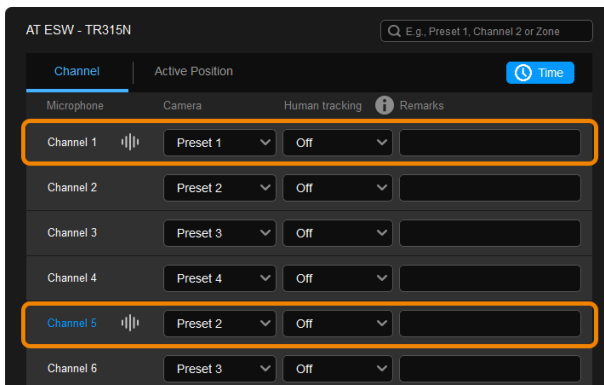 AT ESW - TR315N
E.g., Preset 1, Channel 2 or Zone
Channel Active Position Time
Microphone Camera Human tracking i Remarks
Channel 1 Preset 1 Off
Channel 2 Preset 2 Off
Channel 3 Preset 3 Off
Channel 4 Preset 4 Off
Channel 5 Preset 2 Off
Channel 6 Preset 3 Off